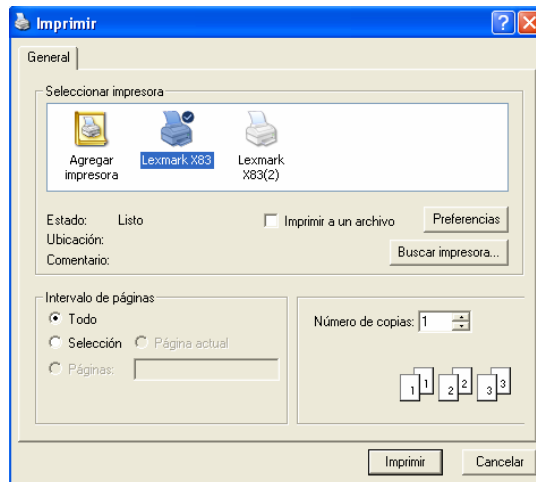 Imprimir
General
Seleccionar impresora
Agregar impresora
Lexmark X83
Lexmark X83(2)
Estado: Listo
Imprimir a un archivo
Preferencias
Ubicación:
Comentario:
Buscar impresora...
Intervalo de páginas
Todo
Selección
Página actual
Páginas:
Número de copias: 1
1 1 2 2 3 3
Imprimir
Cancelar